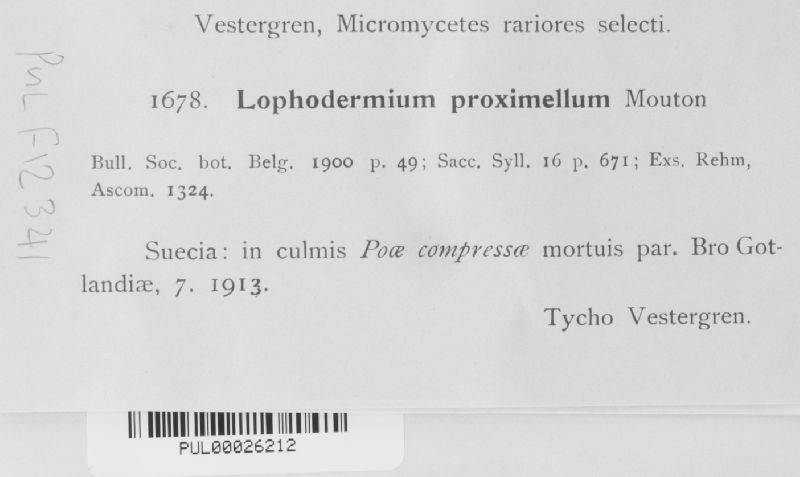 Vestergren, Micromycetes rariores selecti.
1678. Lophodermium proximellum Mouton
Bull. Soc. bot. Belg. 1900 p. 49; Sacc. Syll. 16 p. 671; Exs. Rehm,
Ascom. 1324.
Suecia: in culmis Poæ compressæ mortuis par. Bro Got-
landiæ, 7. 1913.
Tycho Vestergren.
PUL F12341
PUL00026212